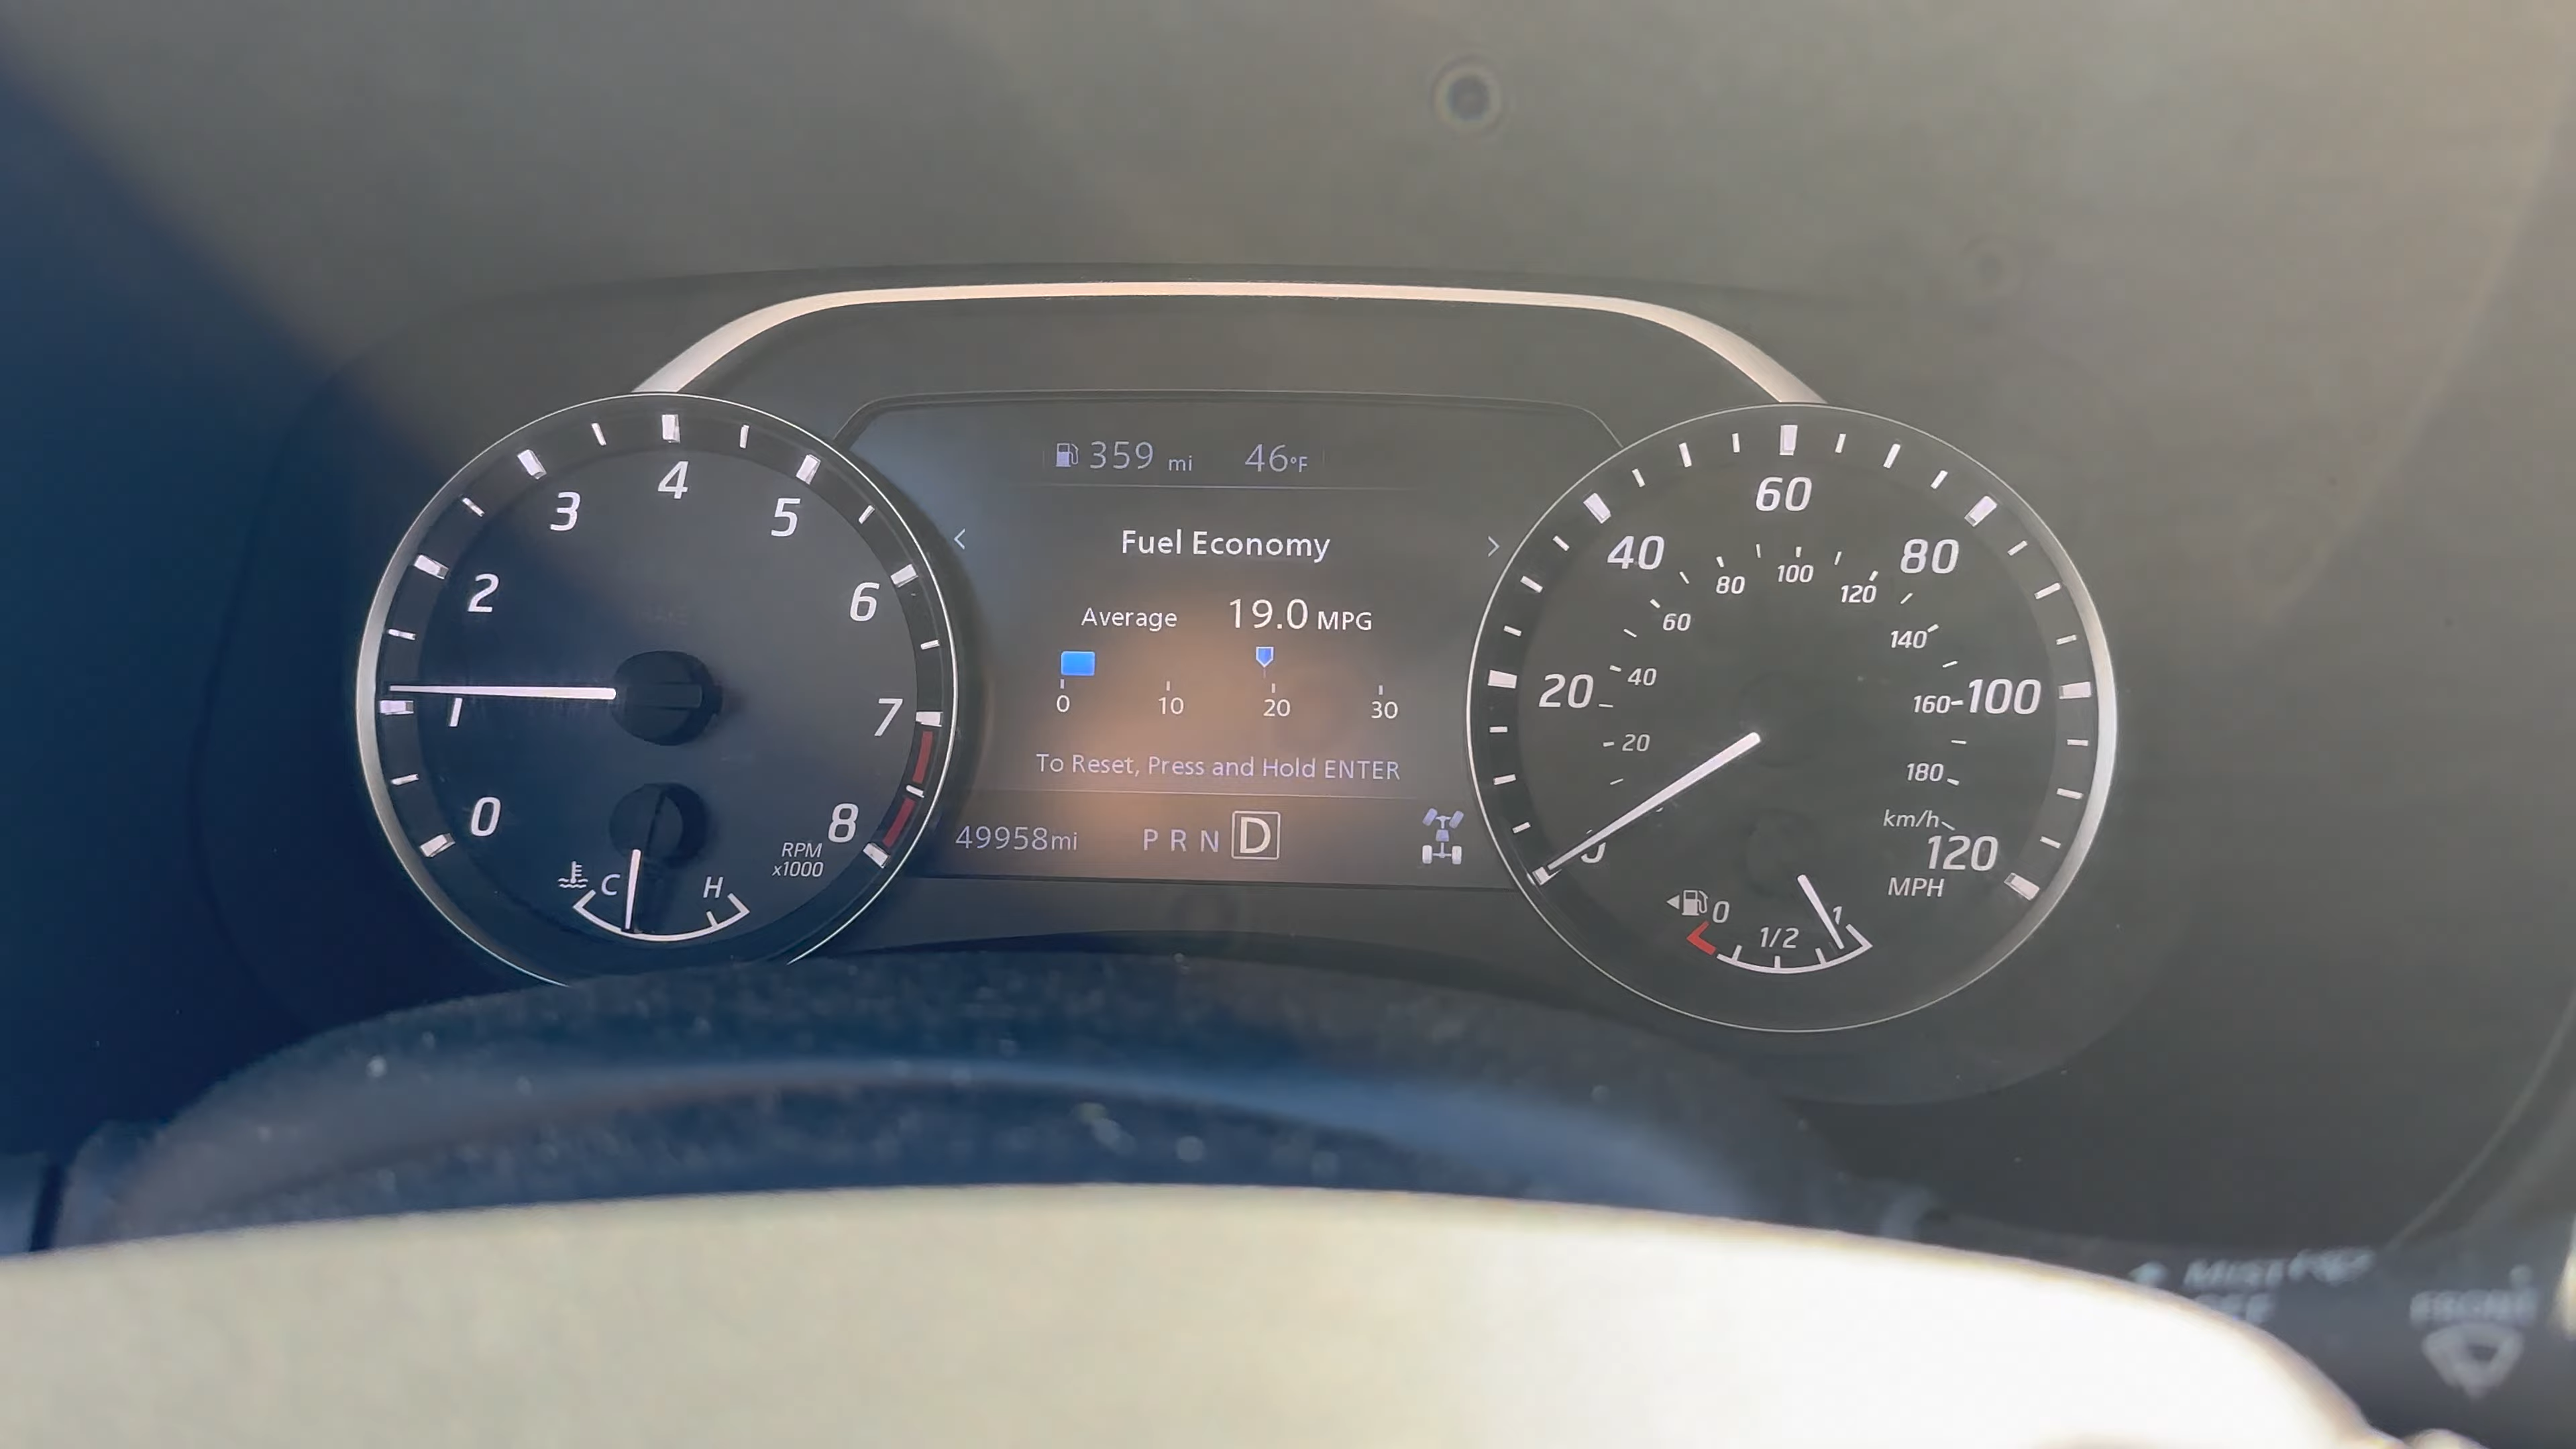 359 mi 46°F
Fuel Economy
Average 19.0 MPG
0 10 20 30
To Reset, Press and Hold ENTER
49958mi P R N D
0 1 2 3 4 5 6 7 8
RPM
x1000
C H
20 40 60 80 100 120
MPH
20 40 60 80 100 120 140 160 180
km/h
0 1/2 1
MIST
FRONT